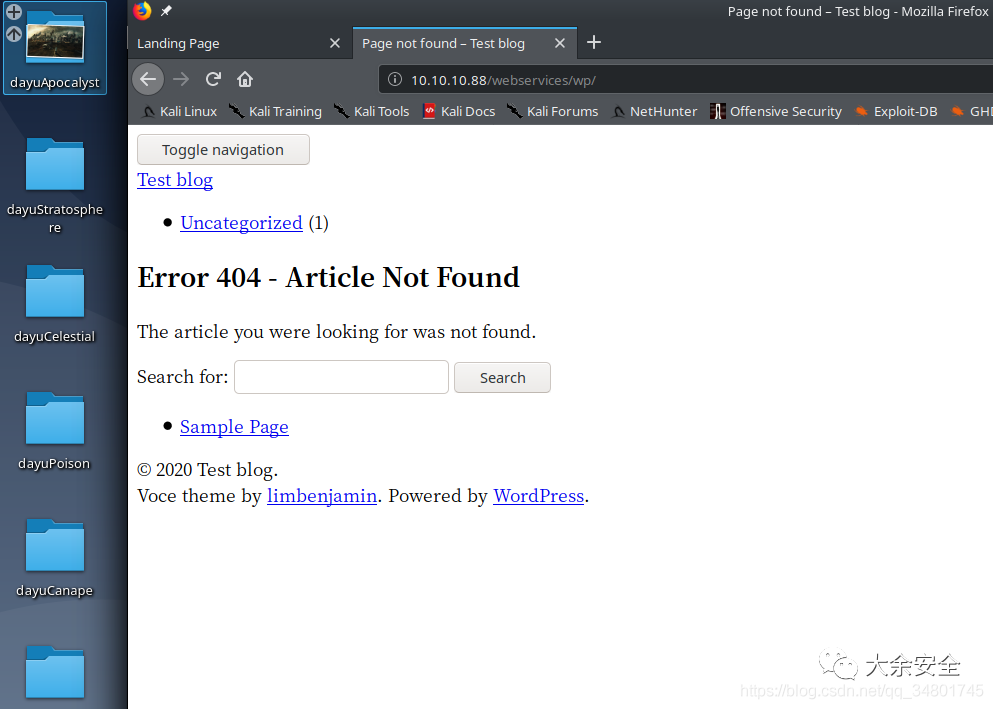 Page not found – Test blog - Mozilla Firefox
Landing Page
Page not found – Test blog
10.10.10.88/webservices/wp/
Kali Linux
Kali Training
Kali Tools
Kali Docs
Kali Forums
NetHunter
Offensive Security
Exploit-DB
GHD
dayuApocalyst
dayuStratosphe
re
dayuCelestial
dayuPoison
dayuCanape
Toggle navigation
Test blog
Uncategorized (1)
Error 404 - Article Not Found
The article you were looking for was not found.
Search for:
Search
Sample Page
© 2020 Test blog.
Voce theme by limbenjamin. Powered by WordPress.
大余安全
https://blog.csdn.net/qq_34801745